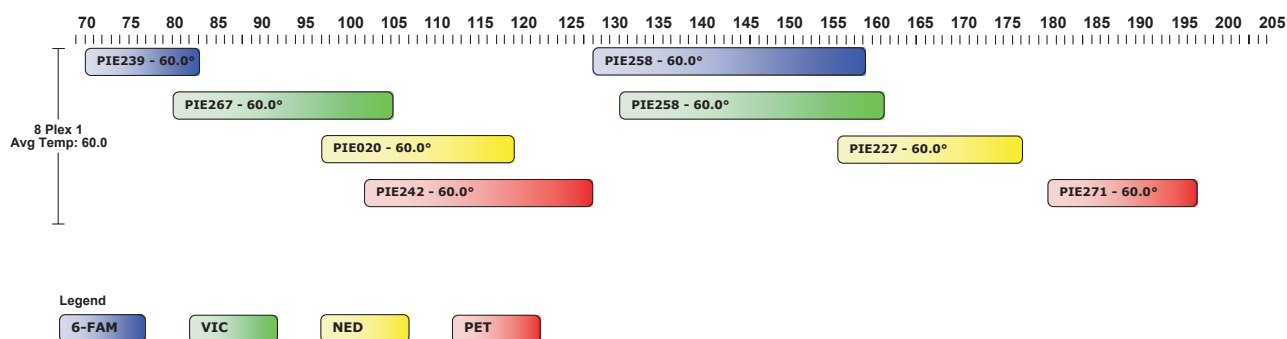 70 75 80 85 90 95 100 105 110 115 120 125 130 135 140 145 150 155 160 165 170 175 180 185 190 195 200 205
PIE239 - 60.0° PIE258 - 60.0°
PIE267 - 60.0° PIE258 - 60.0°
8 Plex 1
Avg Temp: 60.0
PIE020 - 60.0° PIE227 - 60.0°
PIE242 - 60.0° PIE271 - 60.0°
Legend
6-FAM VIC NED PET